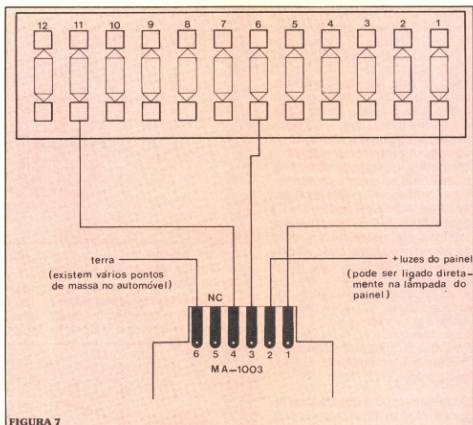 12 11 10 9 8 7 6 5 4 3 2 1
terra
(existem vários pontos
de massa no automóvel)
+luzes do painel
(pode ser ligado direta-
mente na lâmpada do
painel)
NC
6 5 4 3 2 1
MA-1003
FIGURA 7